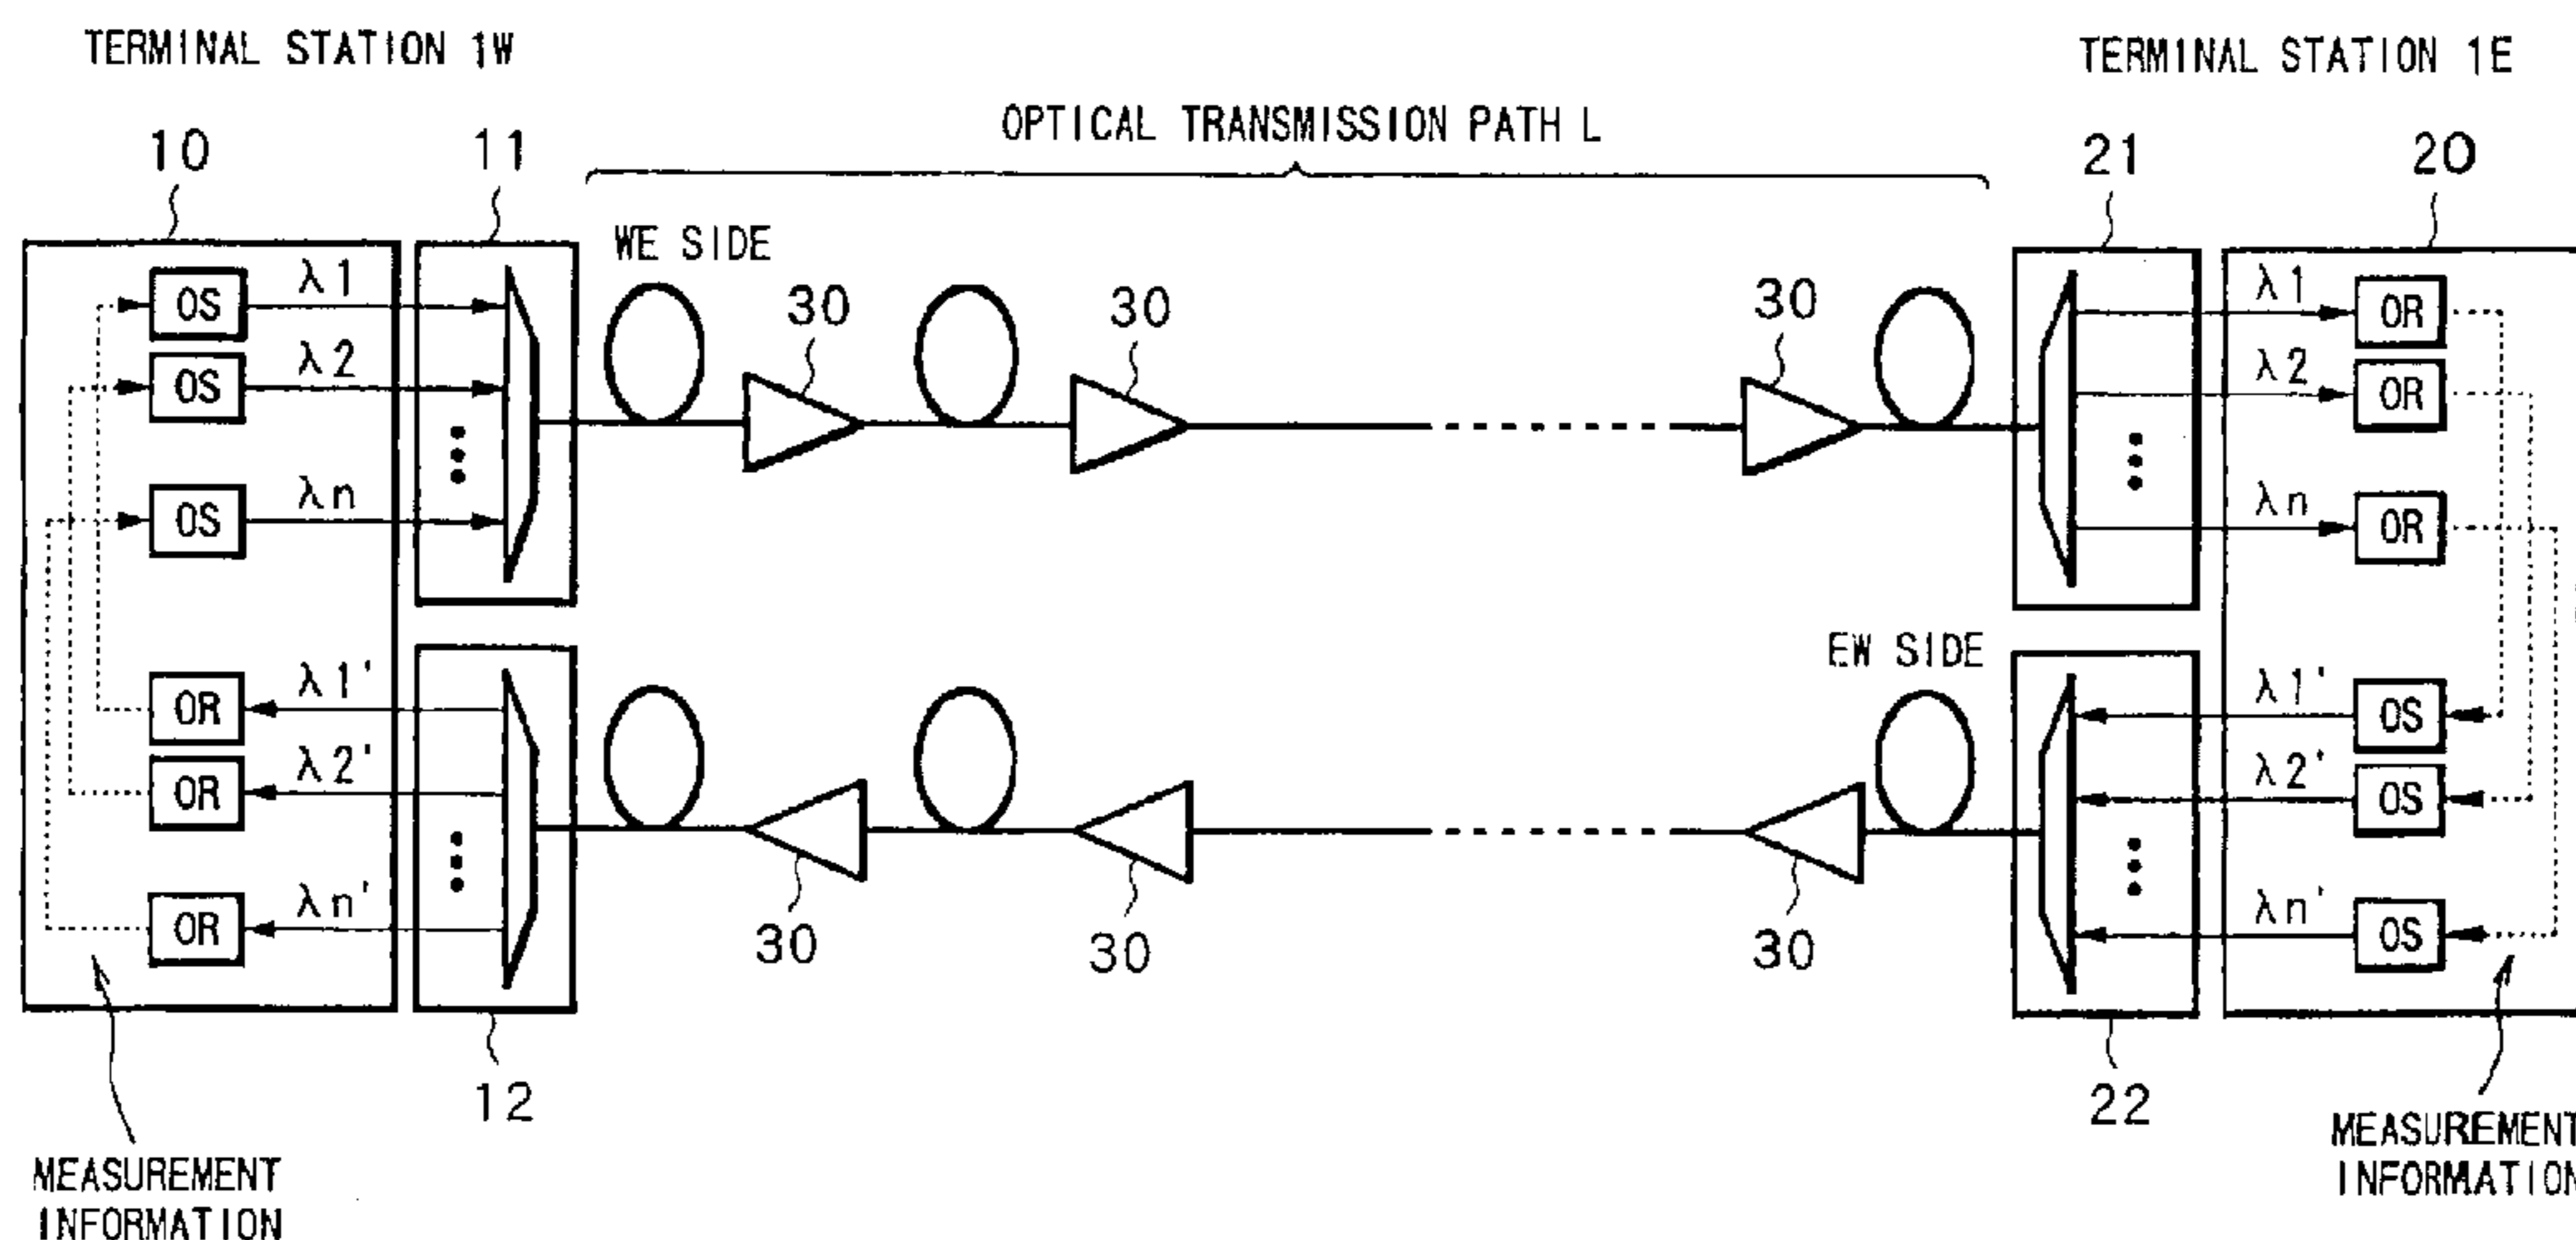 TERMINAL STATION 1W
TERMINAL STATION 1E
OPTICAL TRANSMISSION PATH L
10
11
21
20
WE SIDE
OS
λ1
OS
λ2
OS
λn
30
30
30
λ1
OR
λ2
OR
λn
OR
EW SIDE
OR
λ1'
OR
λ2'
OR
λn'
30
30
30
λ1'
OS
λ2'
OS
λn'
OS
12
22
MEASUREMENT
INFORMATION
MEASUREMENT
INFORMATION